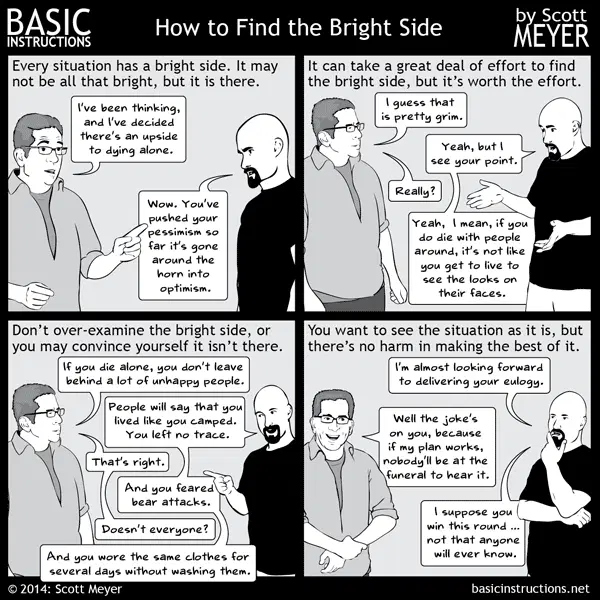 BASIC
INSTRUCTIONS
How to Find the Bright Side
by Scott
MEYER
Every situation has a bright side. It may
not be all that bright, but it is there.
I've been thinking,
and I've decided
there's an upside
to dying alone.
Wow. You've
pushed your
pessimism so
far it's gone
around the
horn into
optimism.
It can take a great deal of effort to find
the bright side, but it's worth the effort.
I guess that
is pretty grim.
Yeah, but I
see your point.
Really?
Yeah, I mean, if you
do die with people
around, it's not like
you get to live to
see the looks on
their faces.
Don't over-examine the bright side, or
you may convince yourself it isn't there.
If you die alone, you don't leave
behind a lot of unhappy people.
People will say that you
lived like you camped.
You left no trace.
That's right.
And you feared
bear attacks.
Doesn't everyone?
And you wore the same clothes for
several days without washing them.
You want to see the situation as it is, but
there's no harm in making the best of it.
I'm almost looking forward
to delivering your eulogy.
Well the joke's
on you, because
if my plan works,
nobody'll be at the
funeral to hear it.
I suppose you
win this round ...
not that anyone
will ever know.
© 2014: Scott Meyer
basicinstructions.net